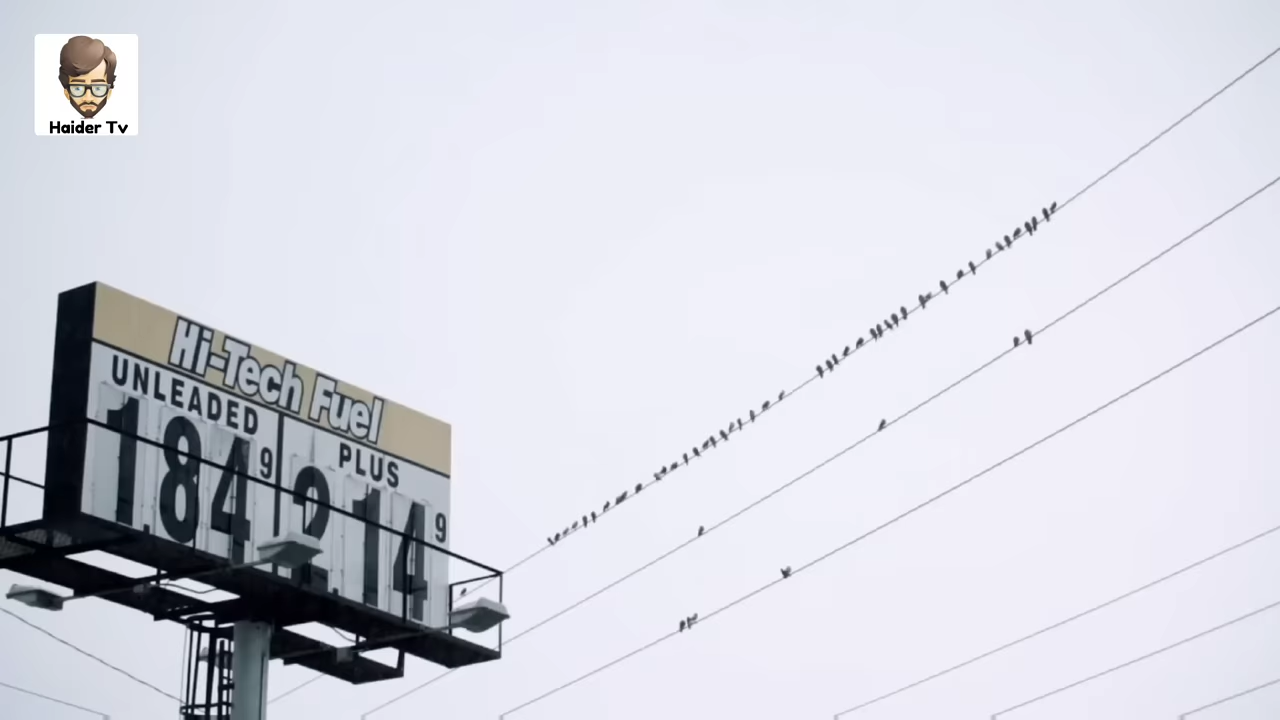 Haider Tv
Hi-Tech Fuel
UNLEADED
PLUS
1.84 9
2.14 9